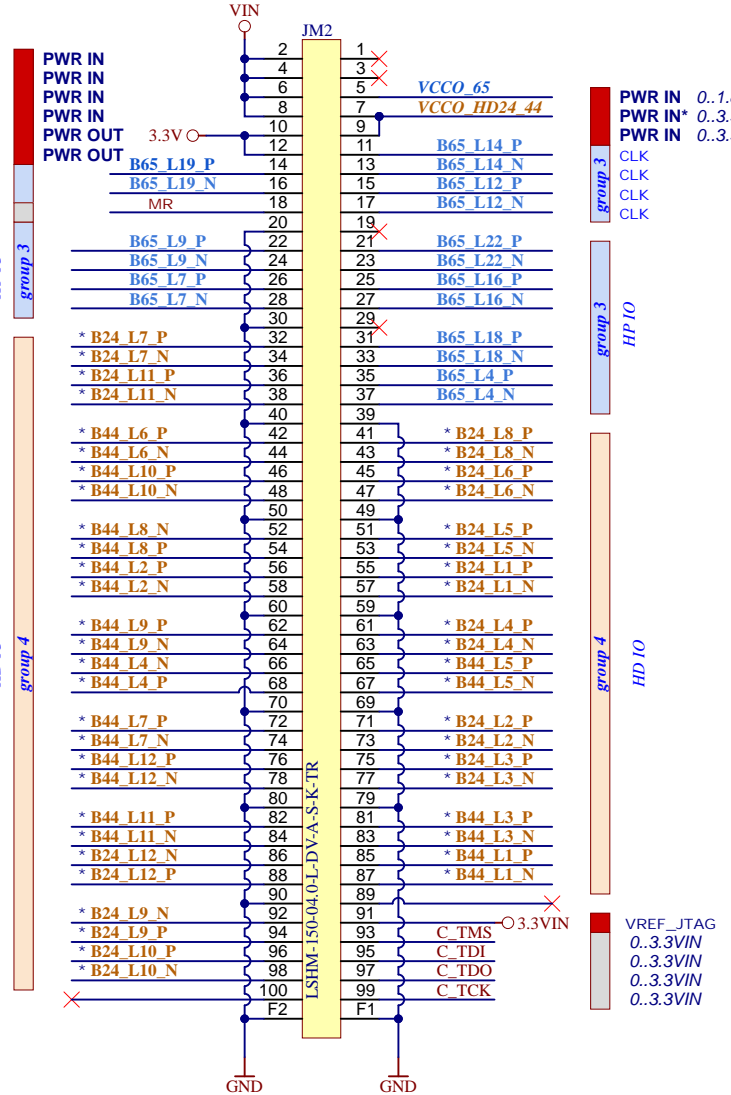 VIN
JM2
PWR IN 2 1
PWR IN 4 3
PWR IN 6 5 VCCO_65 PWR IN
PWR IN 8 7 VCCO_HD24_44 PWR IN* 0..3.
PWR OUT 3.3V 10 9 PWR IN 0..3.
PWR OUT 12 11 B65_L14_P CLK
B65_L19_P 14 13 B65_L14_N CLK
B65_L19_N 16 15 B65_L12_P CLK
MR 18 17 B65_L12_N CLK
group 3
20 19
B65_L9_P 22 21 B65_L22_P
B65_L9_N 24 23 B65_L22_N
B65_L7_P 26 25 B65_L16_P
B65_L7_N 28 27 B65_L16_N
group 3
30 29
group 3
HP IO
* B24_L7_P 32 31 B65_L18_P
* B24_L7_N 34 33 B65_L18_N
* B24_L11_P 36 35 B65_L4_P
* B24_L11_N 38 37 B65_L4_N
40 39
* B44_L6_P 42 41 * B24_L8_P
* B44_L6_N 44 43 * B24_L8_N
* B44_L10_P 46 45 * B24_L6_P
* B44_L10_N 48 47 * B24_L6_N
50 49
* B44_L8_N 52 51 * B24_L5_P
* B44_L8_P 54 53 * B24_L5_N
* B44_L2_P 56 55 * B24_L1_P
* B44_L2_N 58 57 * B24_L1_N
60 59
* B44_L9_P 62 61 * B24_L4_P
* B44_L9_N 64 63 * B24_L4_N
* B44_L4_N 66 65 * B44_L5_P
* B44_L4_P 68 67 * B44_L5_N
group 4
group 4
HD IO
70 69
* B44_L7_P 72 71 * B24_L2_P
* B44_L7_N 74 73 * B24_L2_N
* B44_L12_P 76 75 * B24_L3_P
* B44_L12_N 78 77 * B24_L3_N
80 79
* B44_L11_P 82 81 * B44_L3_P
* B44_L11_N 84 83 * B44_L3_N
* B24_L12_N 86 85 * B44_L1_P
* B24_L12_P 88 87 * B44_L1_N
90 89
* B24_L9_N 92 91 3.3VIN VREF_JTAG
* B24_L9_P 94 93 C_TMS 0..3.3VIN
* B24_L10_P 96 95 C_TDI 0..3.3VIN
* B24_L10_N 98 97 C_TDO 0..3.3VIN
100 99 C_TCK 0..3.3VIN
F2 F1
LSHM-150-04.0-L-DV-A-S-K-TR
GND GND